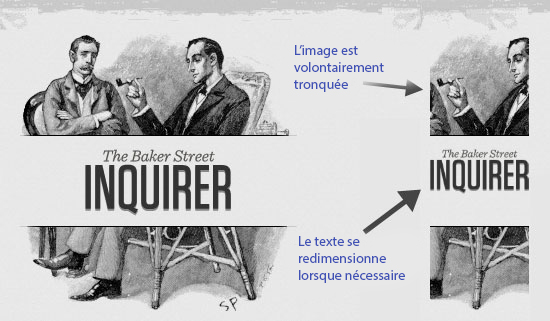 L'image est
volontairement
tronquée
The Baker Street
INQUIRER
The Baker Street
INQUIRER
Le texte se
redimensionne
lorsque nécessaire
SP